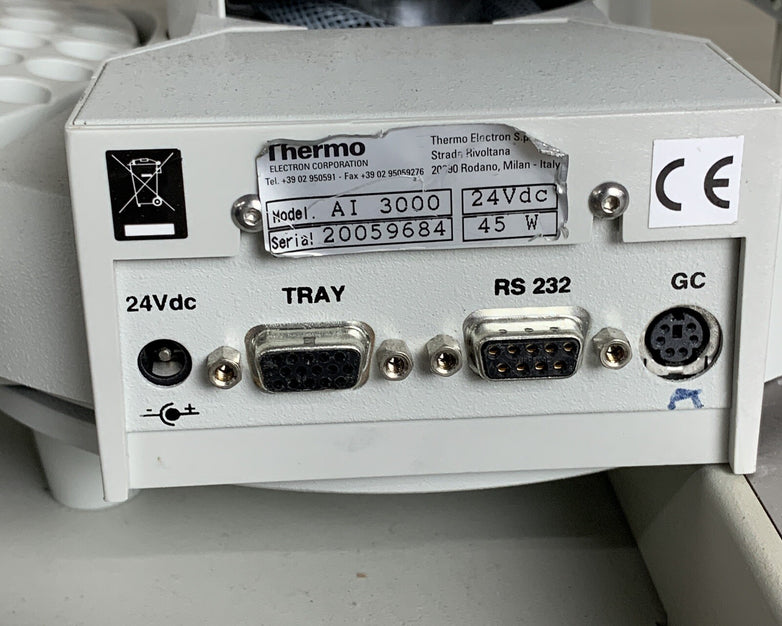 Thermo
ELECTRON CORPORATION
Tel. +39 02 950591 - Fax +39 02 95059276
Thermo Electron S.p
Strada Rivoltana
20090 Rodano, Milan - Italy
Model. AI 3000 24Vdc
Serial 20059684 45 W
CE
24Vdc
TRAY
RS 232
GC
- +